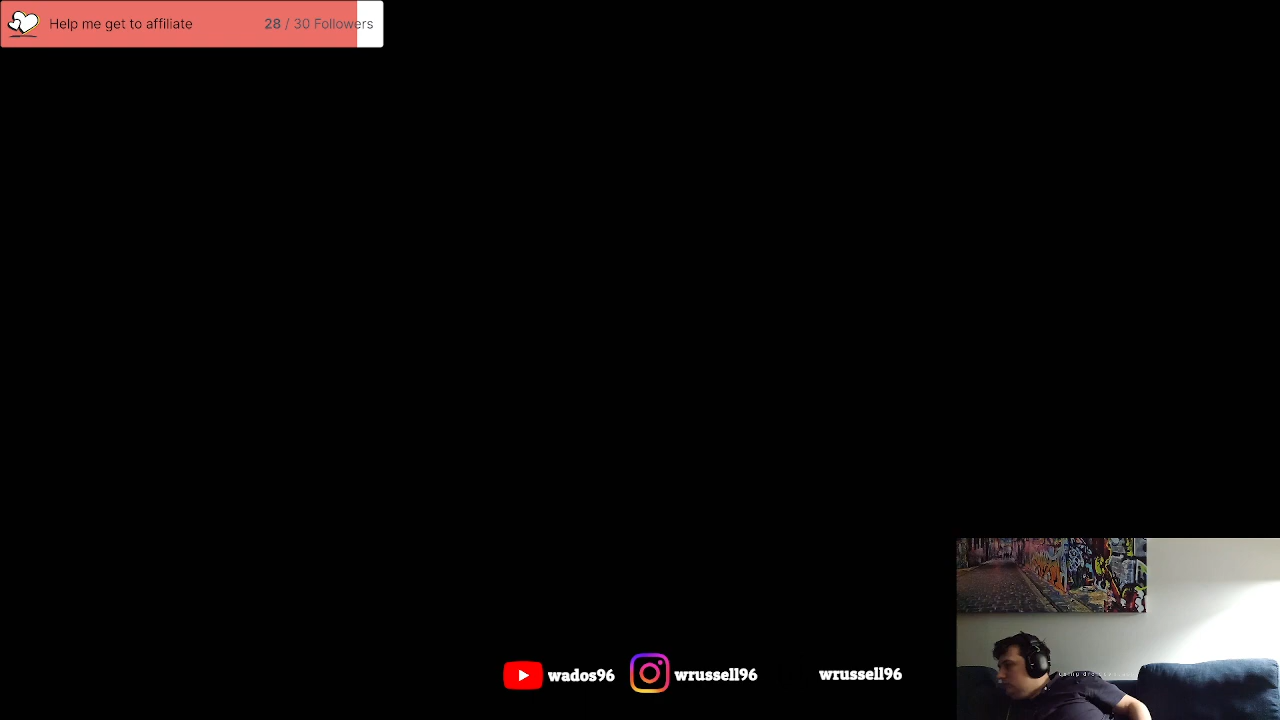 Help me get to affiliate 28 / 30 Followers
wados96 wrussell96 wrussell96